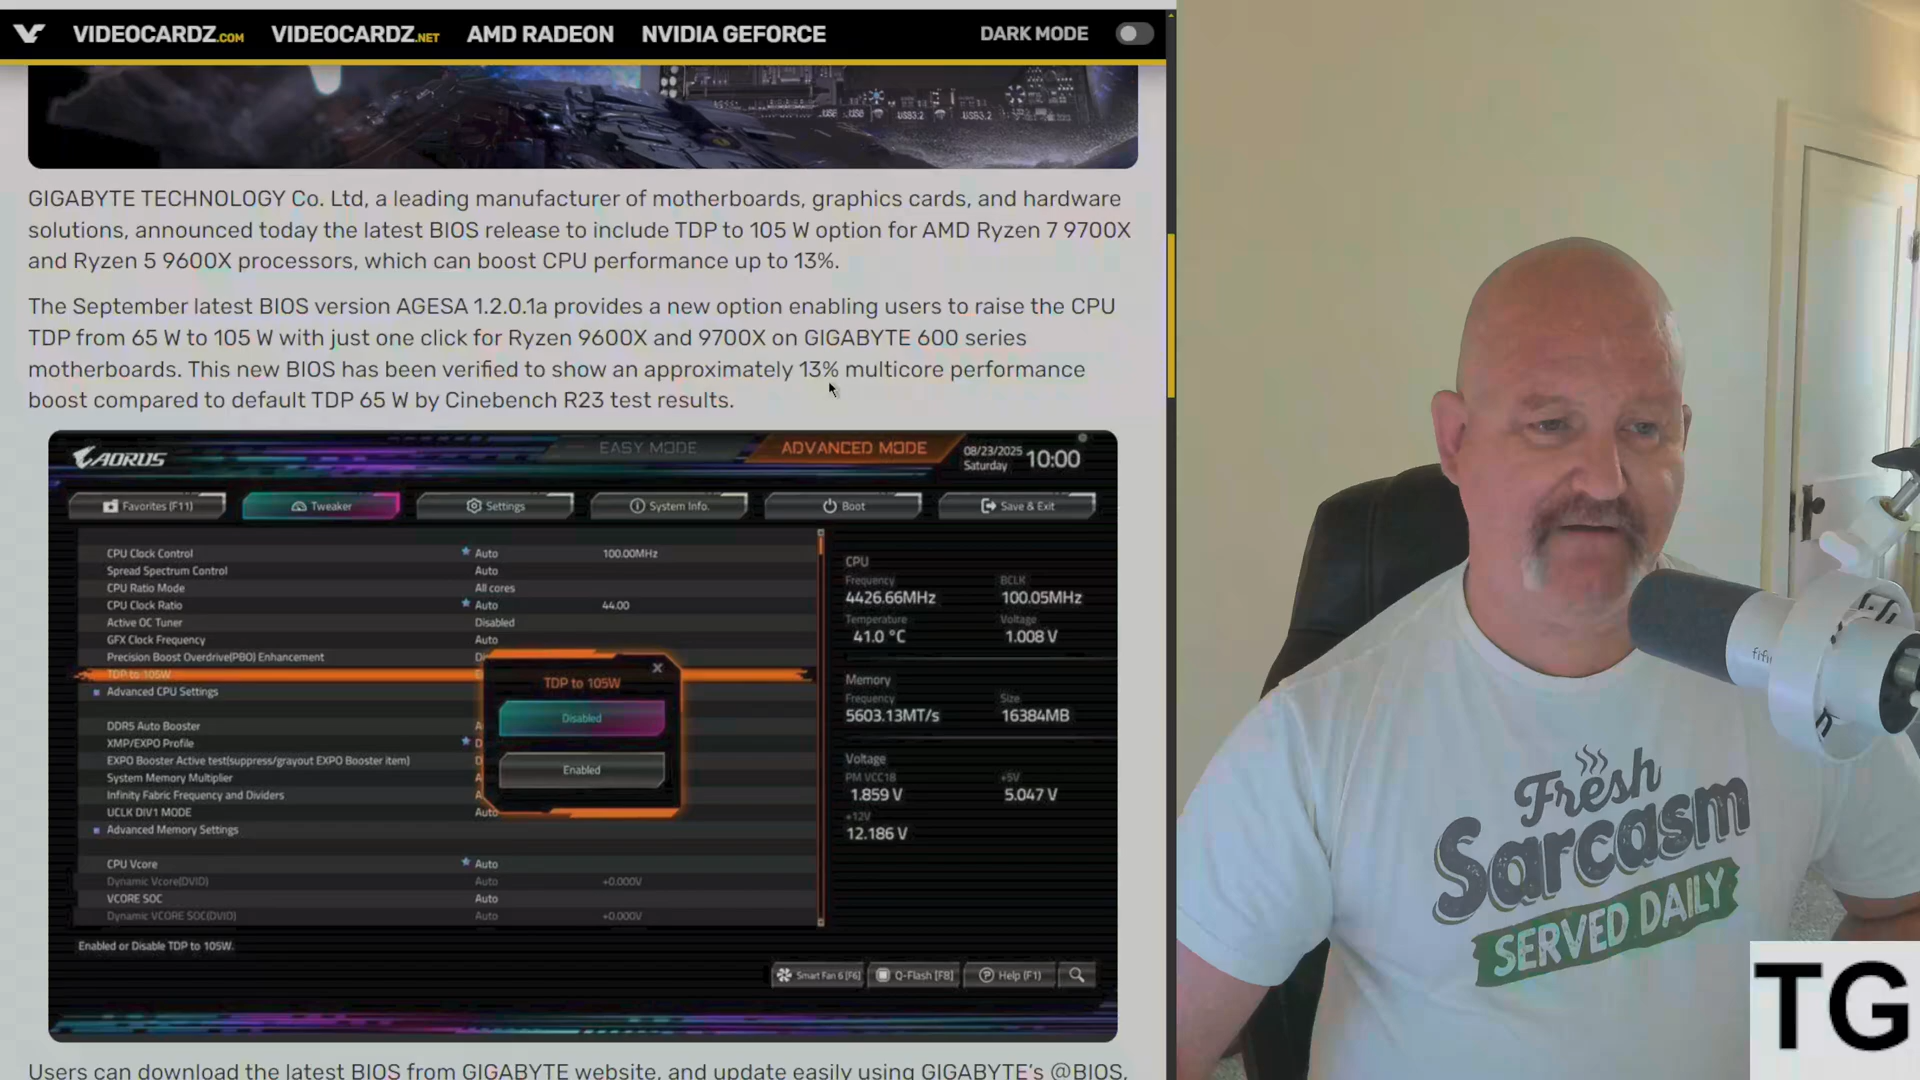 VIDEOCARDZ.COM VIDEOCARDZ.NET AMD RADEON NVIDIA GEFORCE DARK MODE
USB3.2 USB3.2
GIGABYTE TECHNOLOGY Co. Ltd, a leading manufacturer of motherboards, graphics cards, and hardware
solutions, announced today the latest BIOS release to include TDP to 105 W option for AMD Ryzen 7 9700X
and Ryzen 5 9600X processors, which can boost CPU performance up to 13%.
The September latest BIOS version AGESA 1.2.0.1a provides a new option enabling users to raise the CPU
TDP from 65 W to 105 W with just one click for Ryzen 9600X and 9700X on GIGABYTE 600 series
motherboards. This new BIOS has been verified to show an approximately 13% multicore performance
boost compared to default TDP 65 W by Cinebench R23 test results.
AORUS EASY MODE ADVANCED MODE 08/23/2025 Saturday 10:00
Favorites (F11) Tweaker Settings System Info. Boot Save & Exit
CPU Clock Control Auto 100.00MHz
Spread Spectrum Control Auto
CPU Ratio Mode All cores
CPU Clock Ratio Auto 44.00
Active OC Tuner Disabled
GFX Clock Frequency Auto
Precision Boost Overdrive(PBO) Enhancement
TDP to 105W
Advanced CPU Settings
DDR5 Auto Booster
XMP/EXPO Profile
EXPO Booster Active test(suppress/grayout EXPO Booster item)
System Memory Multiplier
Infinity Fabric Frequency and Dividers
UCLK DIV1 MODE Auto
Advanced Memory Settings
CPU Vcore Auto
Dynamic Vcore(DVID) Auto +0.000V
VCORE SOC Auto
Dynamic VCORE SOC(DVID) Auto +0.000V
TDP to 105W
Disabled
Enabled
CPU
Frequency BCLK
4426.66MHz 100.05MHz
Temperature Voltage
41.0 °C 1.008 V
Memory
Frequency Size
5603.13MT/s 16384MB
Voltage
PM VCC18 +5V
1.859 V 5.047 V
+12V
12.186 V
Enabled or Disable TDP to 105W.
Smart Fan 6 [F6] Q-Flash [F8] Help (F1)
Users can download the latest BIOS from GIGABYTE website, and update easily using GIGABYTE's @BIOS,
fifin
Fresh
Sarcasm
SERVED DAILY
TG